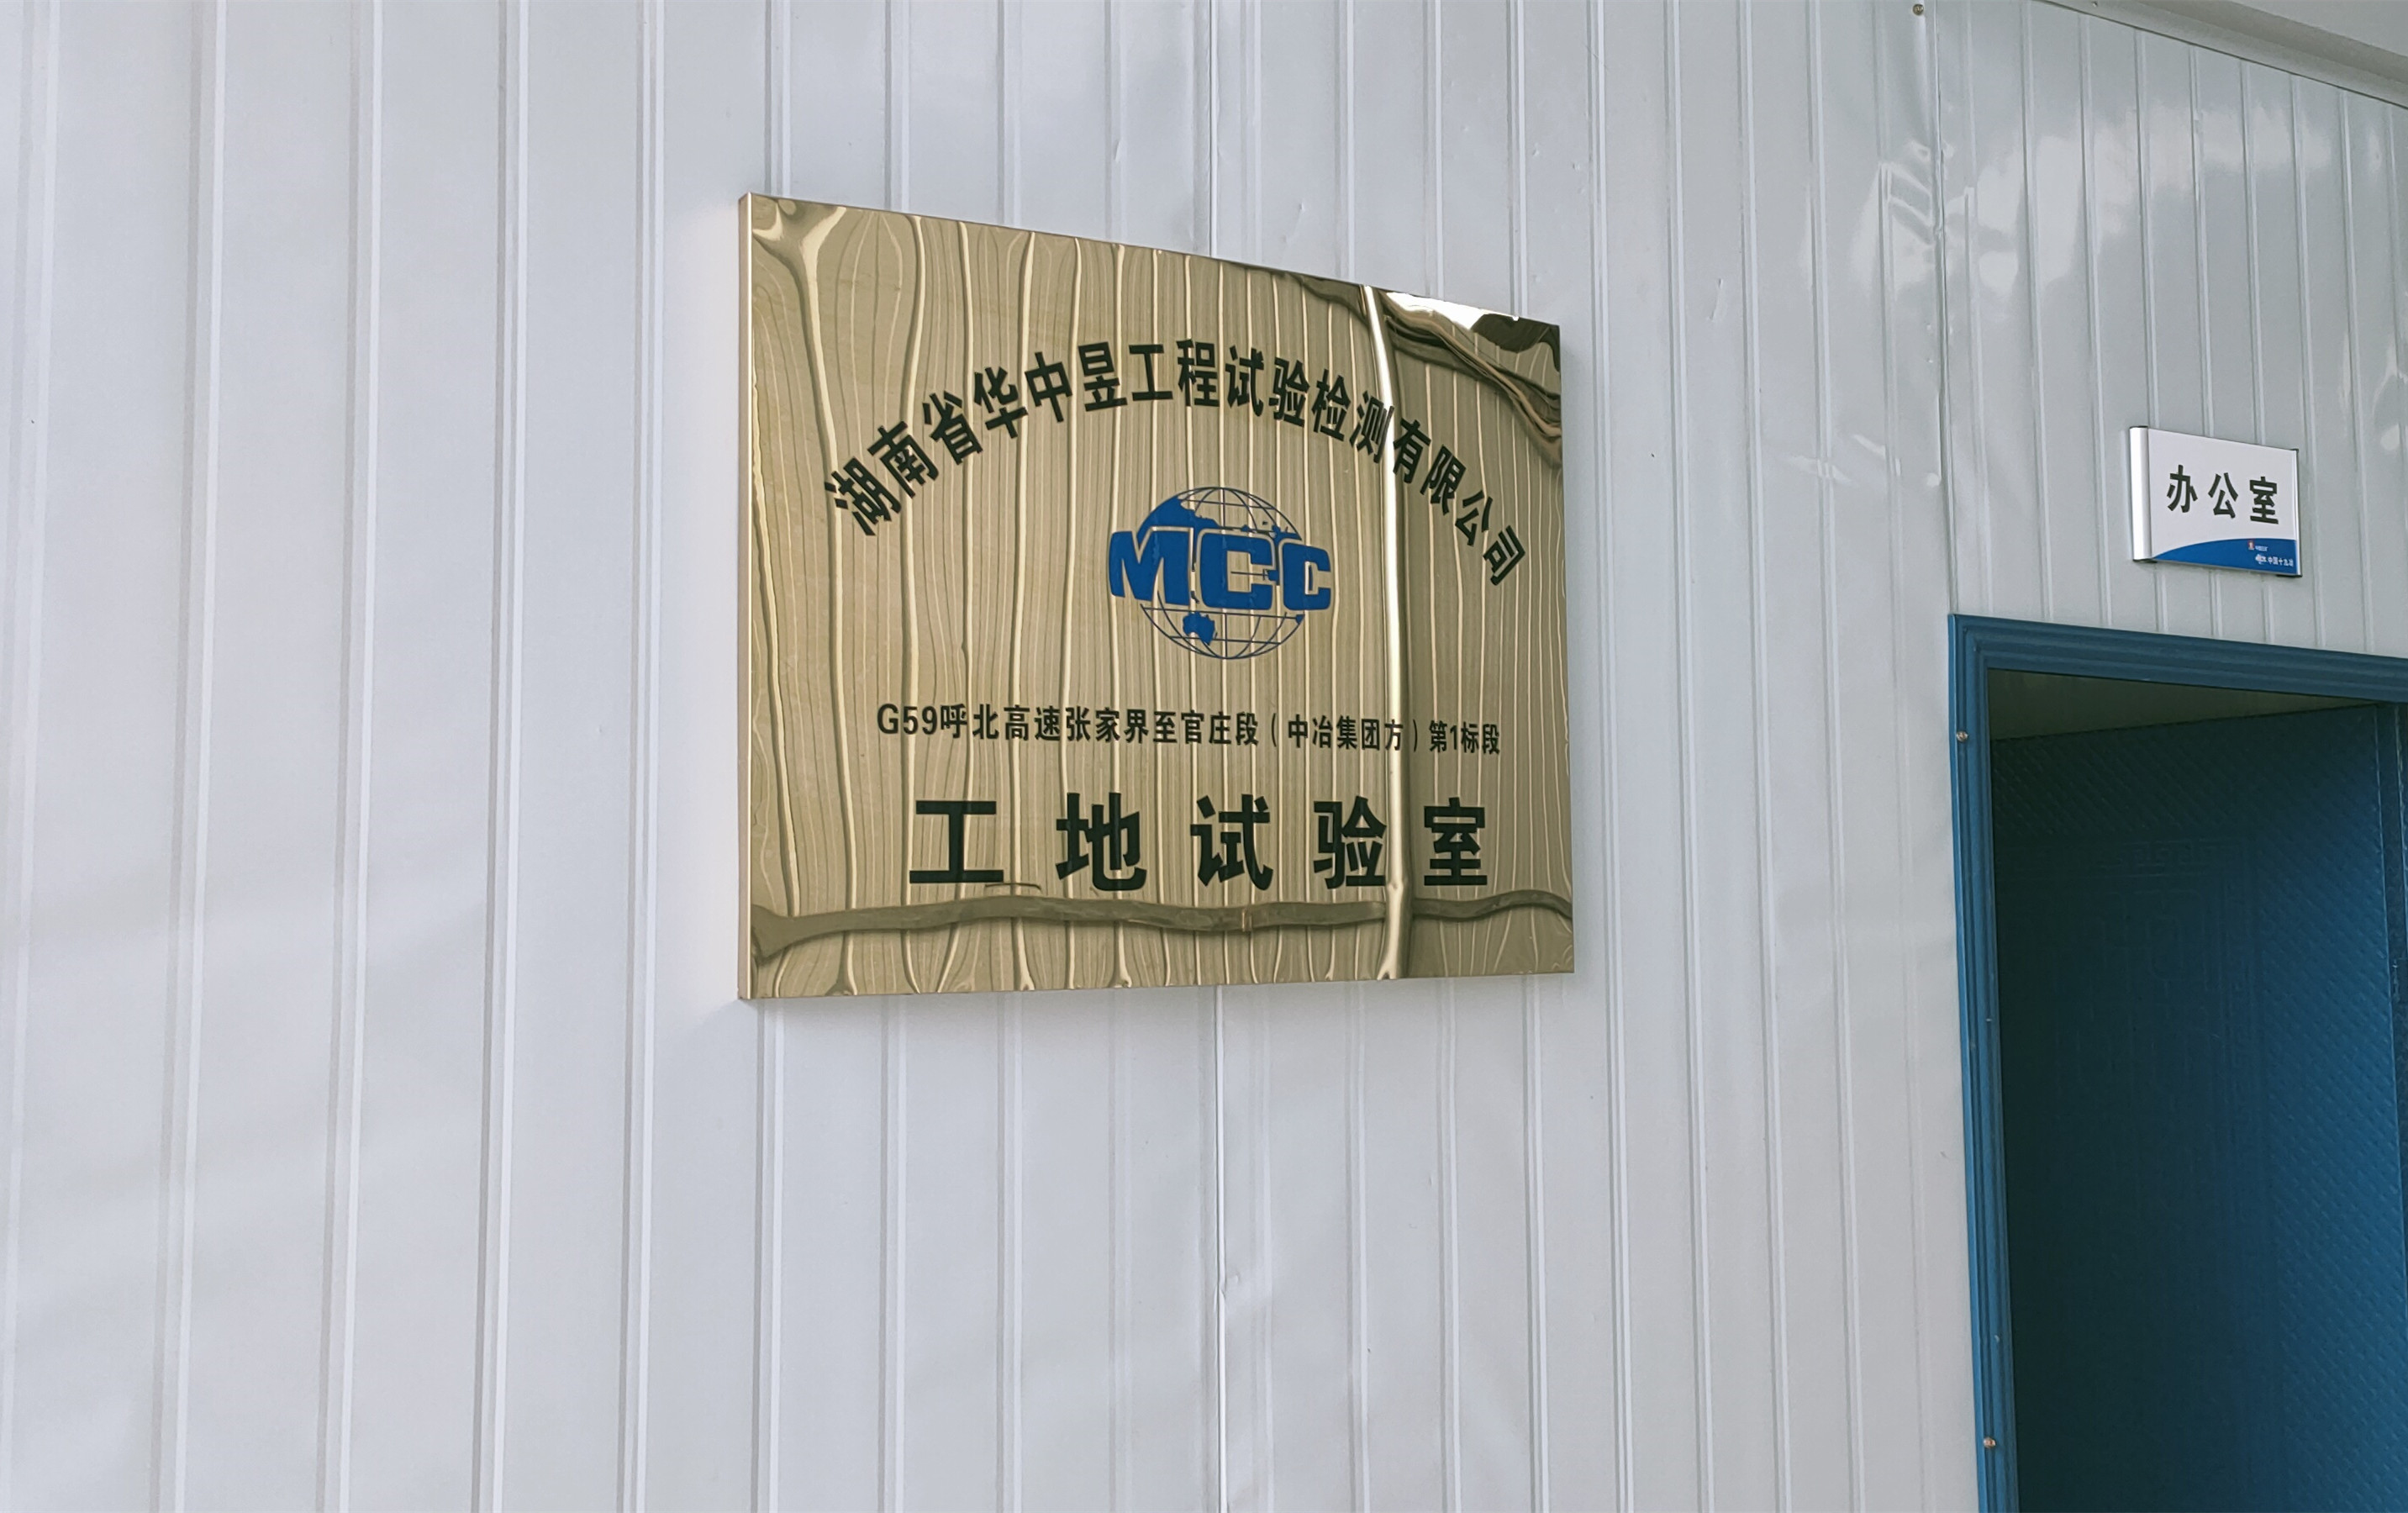 湖南省华中昱工程试验检测有限公司
MCC
G59呼北高速张家界至官庄段（中冶集团方）第1标段
工地试验室
办公室